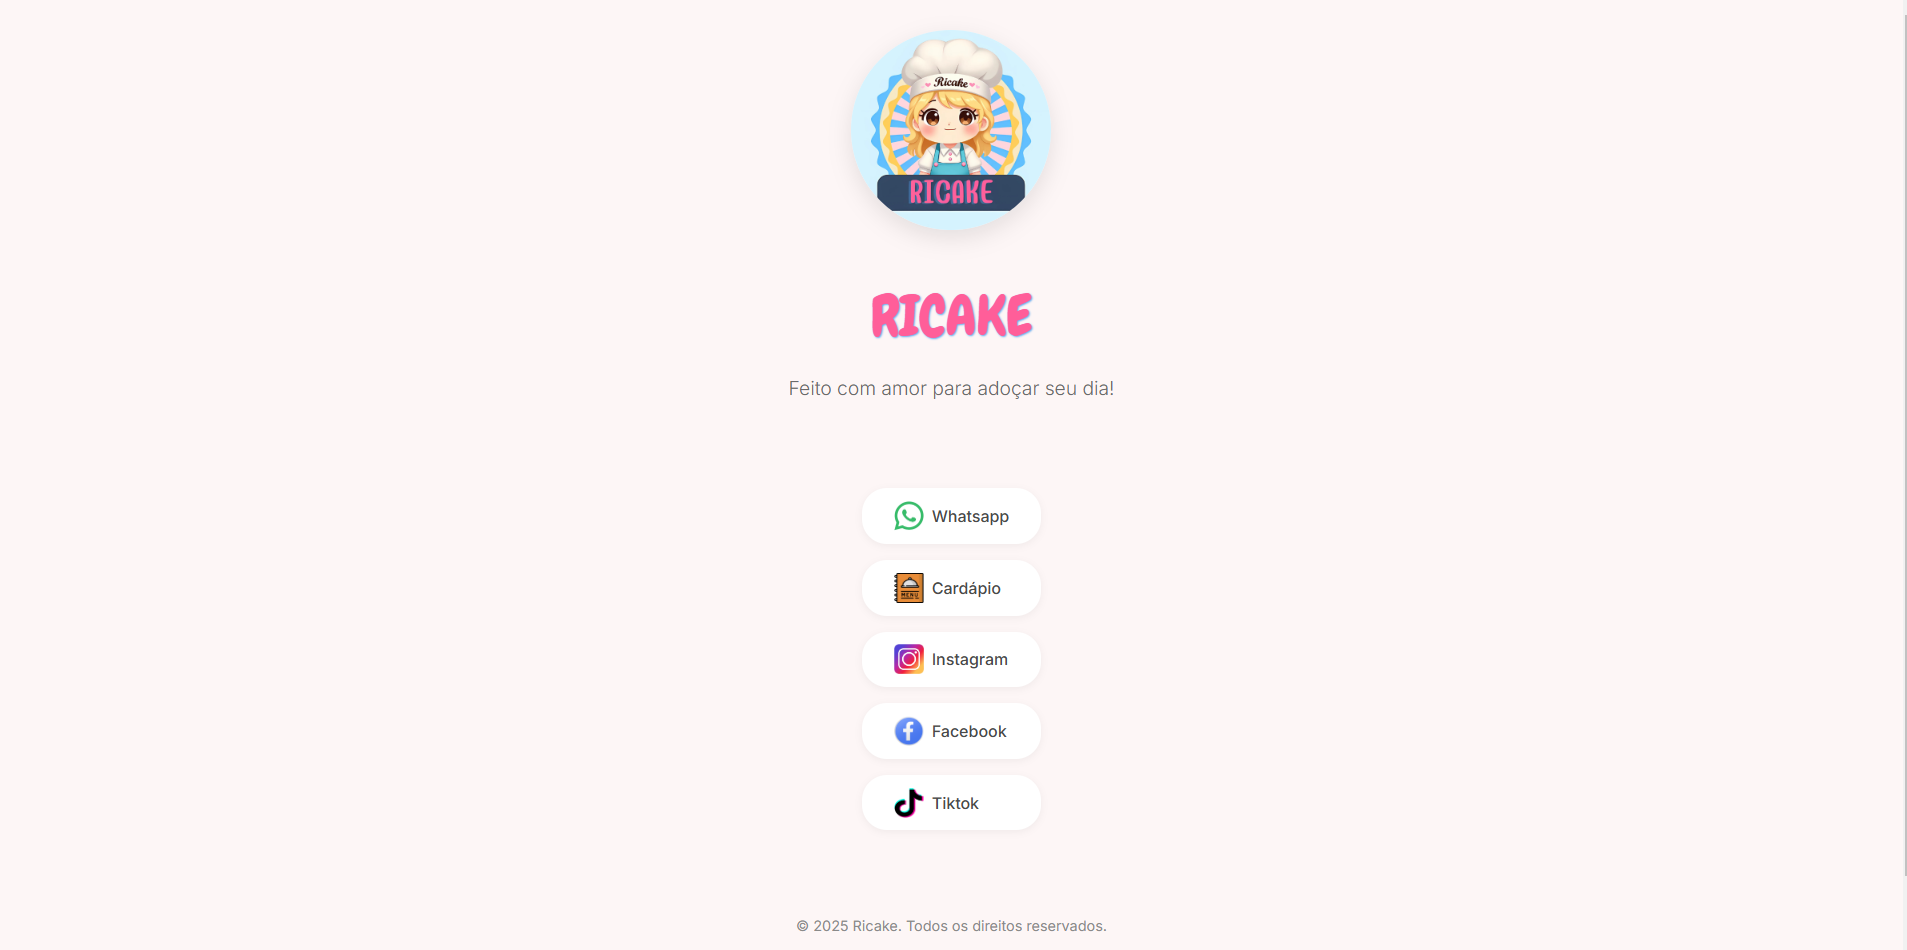 Ricake
RICAKE
RICAKE
Feito com amor para adoçar seu dia!
Whatsapp
MENU
Cardápio
Instagram
Facebook
Tiktok
© 2025 Ricake. Todos os direitos reservados.